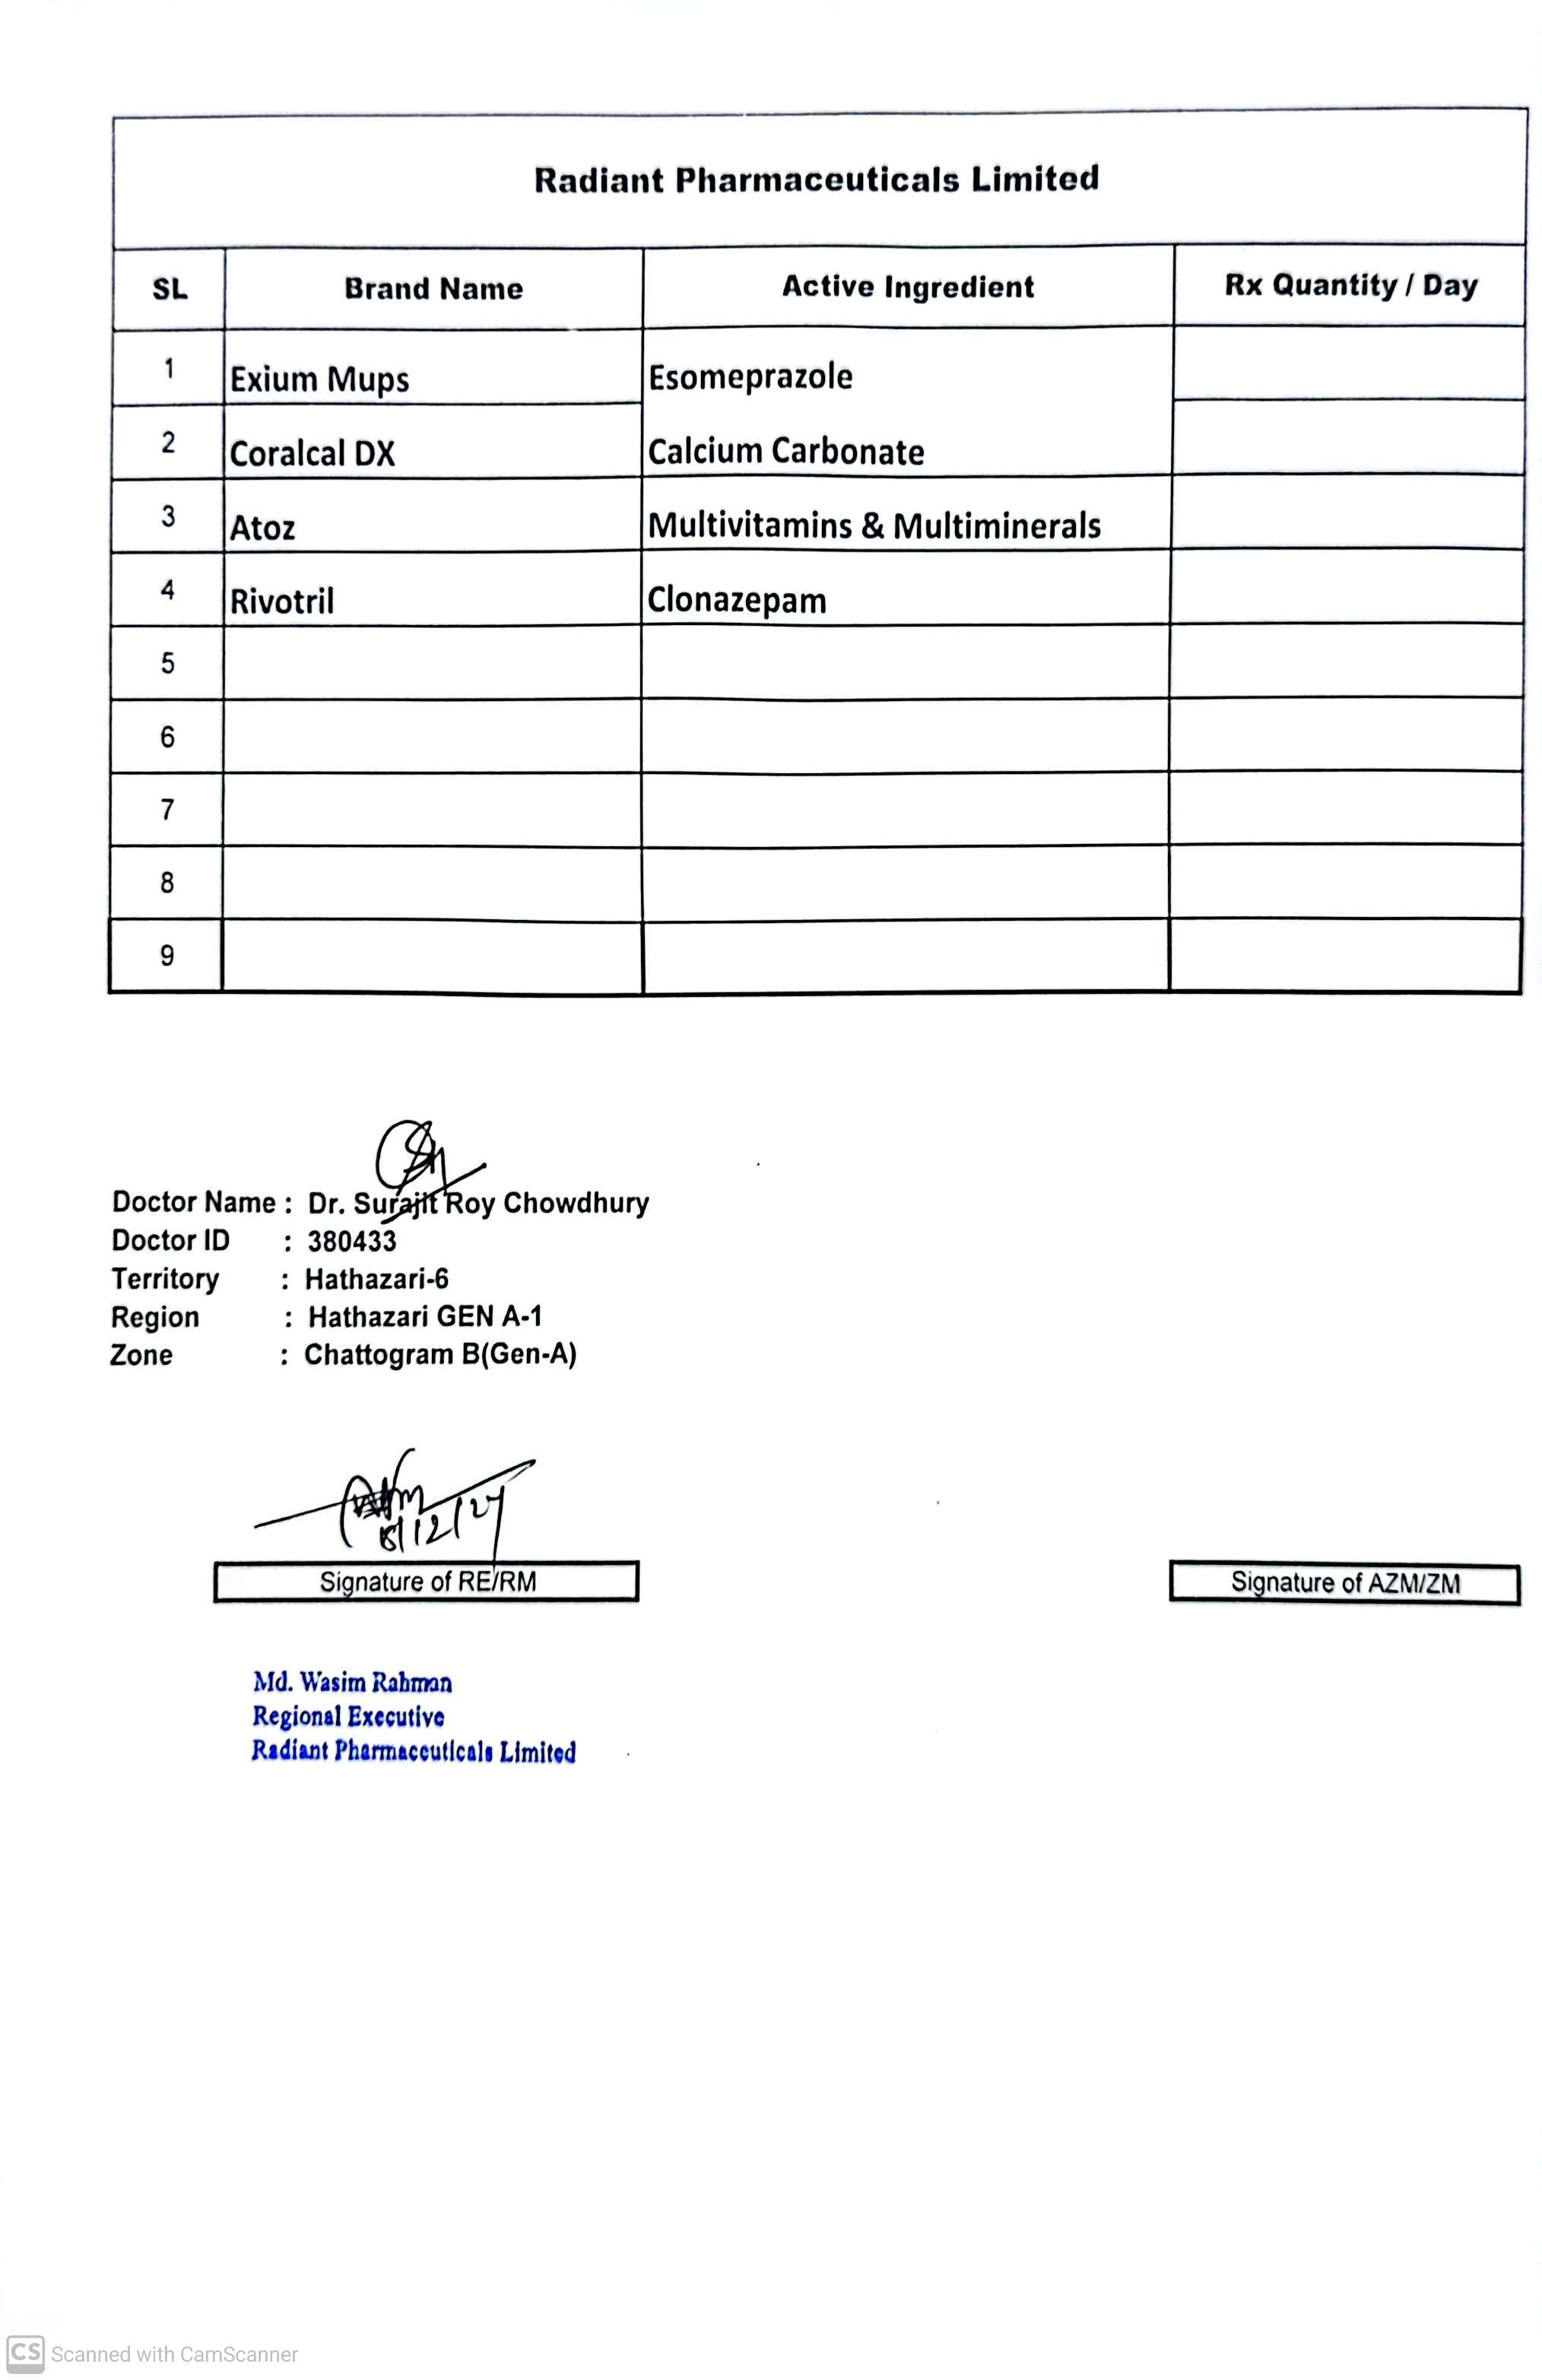 Radiant Pharmaceuticals Limited
SL Brand Name Active Ingredient Rx Quantity / Day
1 Exium Mups Esomeprazole
2 Coralcal DX Calcium Carbonate
3 Atoz Multivitamins & Multiminerals
4 Rivotril Clonazepam
5
6
7
8
9
Doctor Name : Dr. Surajit Roy Chowdhury
Doctor ID : 380433
Territory : Hathazari-6
Region : Hathazari GEN A-1
Zone : Chattogram B(Gen-A)
Signature of RE/RM Signature of AZM/ZM
Md. Wasim Rahman
Regional Executive
Radiant Pharmaceuticals Limited
CS Scanned with CamScanner